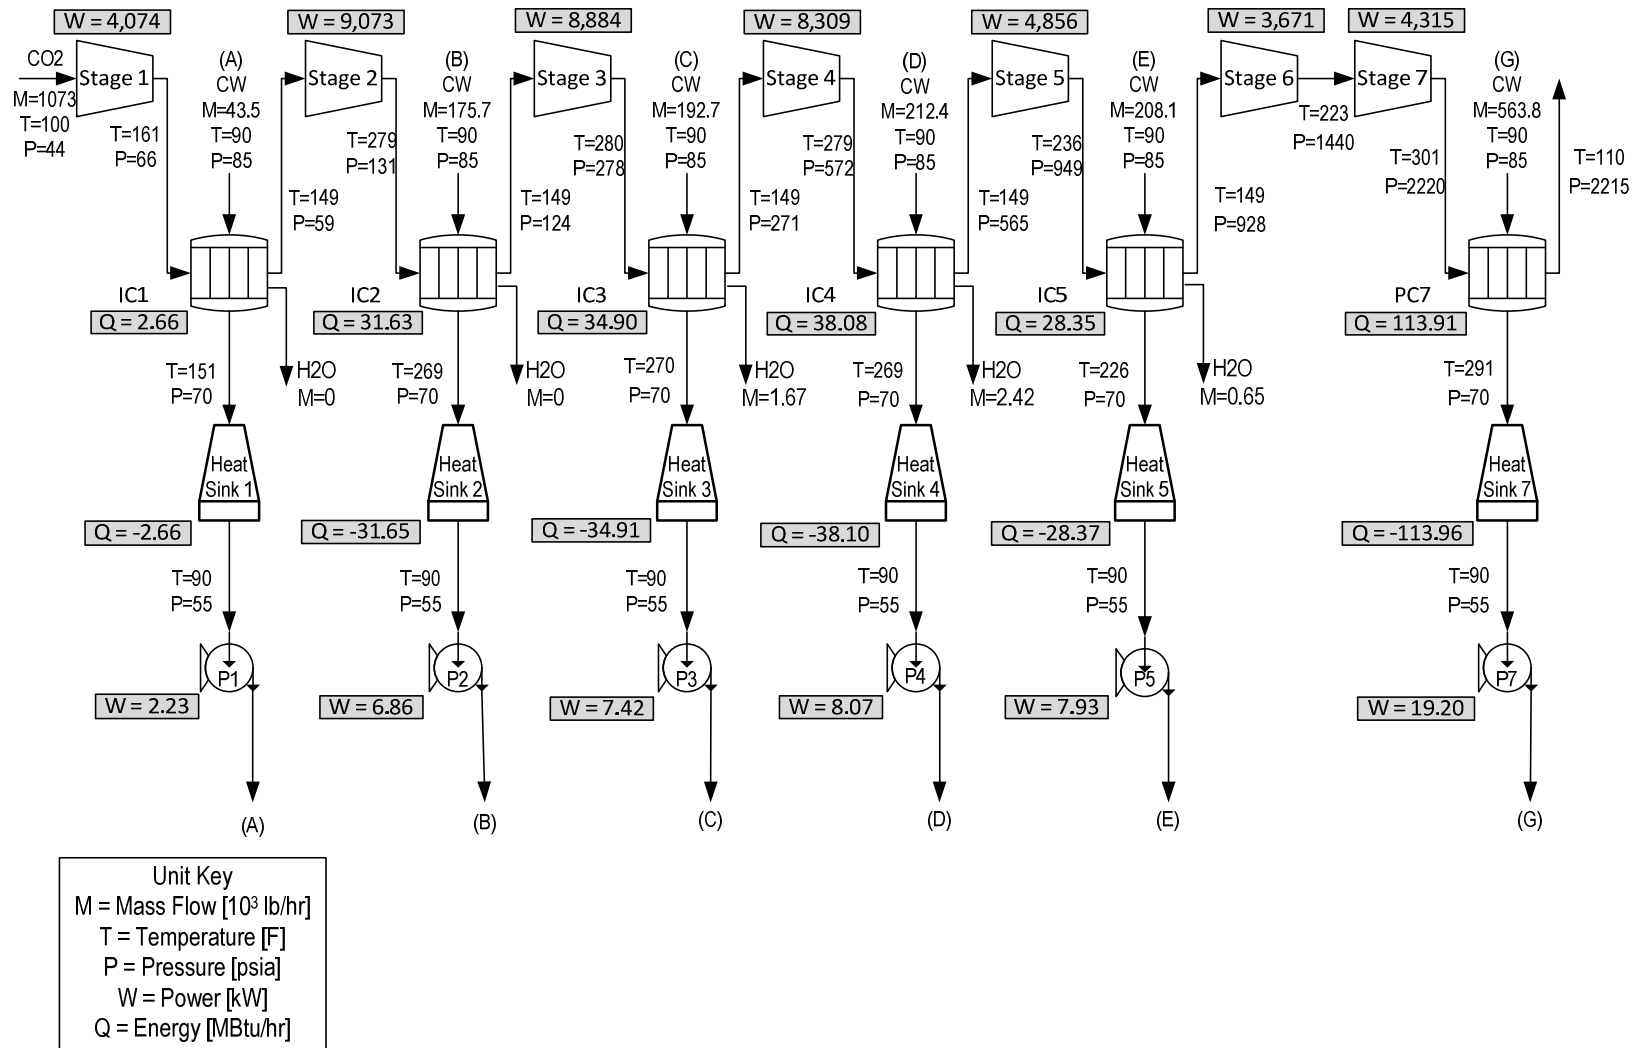 W = 4,074
W = 9,073
W = 8,884
W = 8,309
W = 4,856
W = 3,671
W = 4,315
CO2
M=1073
T=100
P=44
Stage 1
T=161
P=66
(A)
CW
M=43.5
T=90
P=85
T=149
P=59
Stage 2
T=279
P=131
(B)
CW
M=175.7
T=90
P=85
T=149
P=124
Stage 3
T=280
P=278
(C)
CW
M=192.7
T=90
P=85
T=149
P=271
Stage 4
T=279
P=572
(D)
CW
M=212.4
T=90
P=85
T=149
P=565
Stage 5
T=236
P=949
(E)
CW
M=208.1
T=90
P=85
T=149
P=928
Stage 6
T=223
P=1440
Stage 7
T=301
P=2220
(G)
CW
M=563.8
T=90
P=85
T=110
P=2215
IC1
Q = 2.66
IC2
Q = 31.63
IC3
Q = 34.90
IC4
Q = 38.08
IC5
Q = 28.35
PC7
Q = 113.91
T=151
P=70
H2O
M=0
T=269
P=70
H2O
M=0
T=270
P=70
H2O
M=1.67
T=269
P=70
H2O
M=2.42
T=226
P=70
H2O
M=0.65
T=291
P=70
Heat
Sink 1
Heat
Sink 2
Heat
Sink 3
Heat
Sink 4
Heat
Sink 5
Heat
Sink 7
Q = -2.66
Q = -31.65
Q = -34.91
Q = -38.10
Q = -28.37
Q = -113.96
T=90
P=55
T=90
P=55
T=90
P=55
T=90
P=55
T=90
P=55
T=90
P=55
P1
P2
P3
P4
P5
P7
W = 2.23
W = 6.86
W = 7.42
W = 8.07
W = 7.93
W = 19.20
(A)
(B)
(C)
(D)
(E)
(G)
Unit Key
M = Mass Flow [10³ lb/hr]
T = Temperature [F]
P = Pressure [psia]
W = Power [kW]
Q = Energy [MBtu/hr]